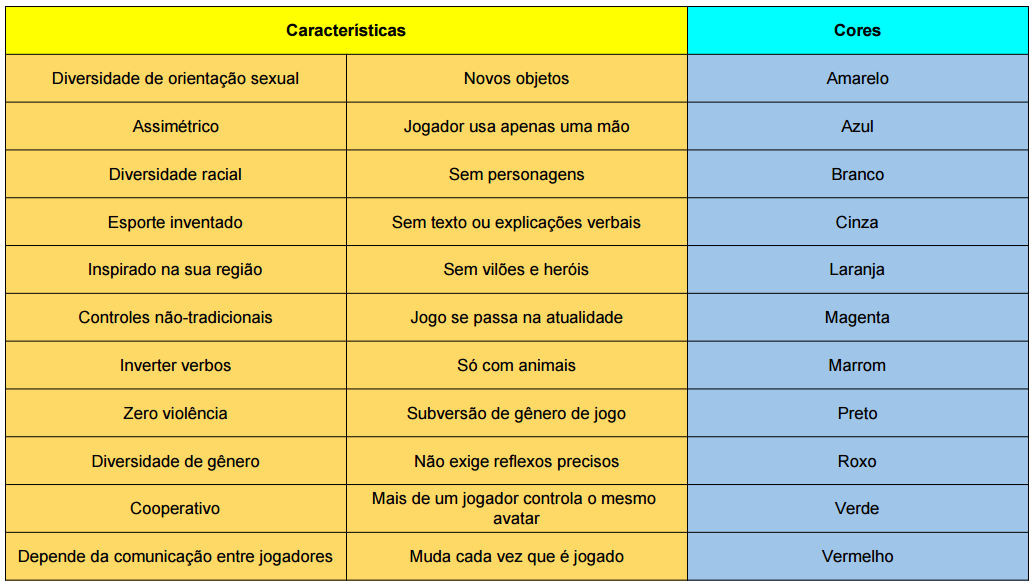 Características Cores
Diversidade de orientação sexual Novos objetos Amarelo
Assimétrico Jogador usa apenas uma mão Azul
Diversidade racial Sem personagens Branco
Esporte inventado Sem texto ou explicações verbais Cinza
Inspirado na sua região Sem vilões e heróis Laranja
Controles não-tradicionais Jogo se passa na atualidade Magenta
Inverter verbos Só com animais Marrom
Zero violência Subversão de gênero de jogo Preto
Diversidade de gênero Não exige reflexos precisos Roxo
Cooperativo Mais de um jogador controla o mesmo
avatar Verde
Depende da comunicação entre jogadores Muda cada vez que é jogado Vermelho